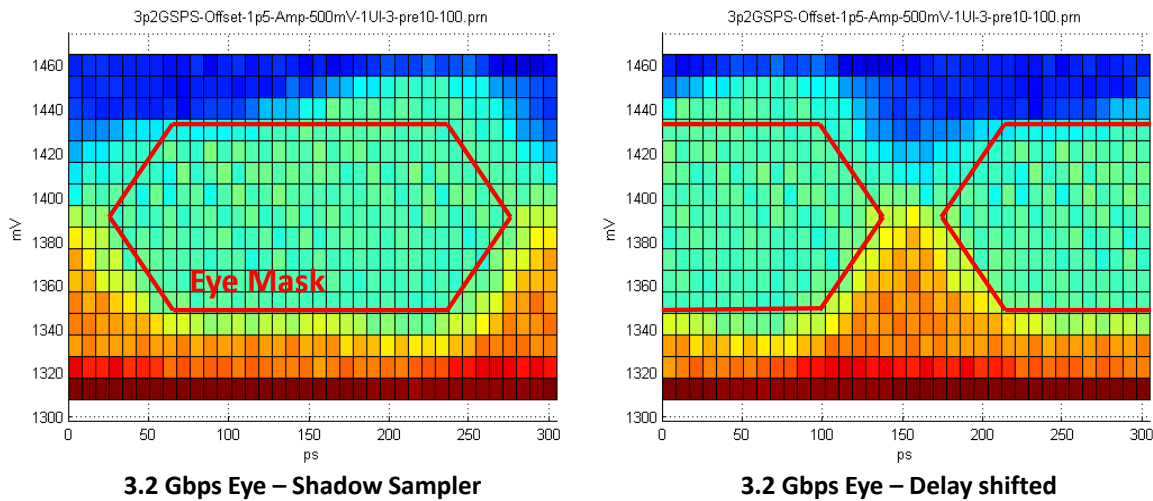 3p2GSPS-Offset-1p5-Amp-500mV-1UI-3-pre10-100.prn
1460
1440
1420
1400
1380
1360
1340
1320
1300
mV
Eye Mask
0 50 100 150 200 250 300
ps
3.2 Gbps Eye – Shadow Sampler
3p2GSPS-Offset-1p5-Amp-500mV-1UI-3-pre10-100.prn
1460
1440
1420
1400
1380
1360
1340
1320
1300
mV
0 50 100 150 200 250 300
ps
3.2 Gbps Eye – Delay shifted